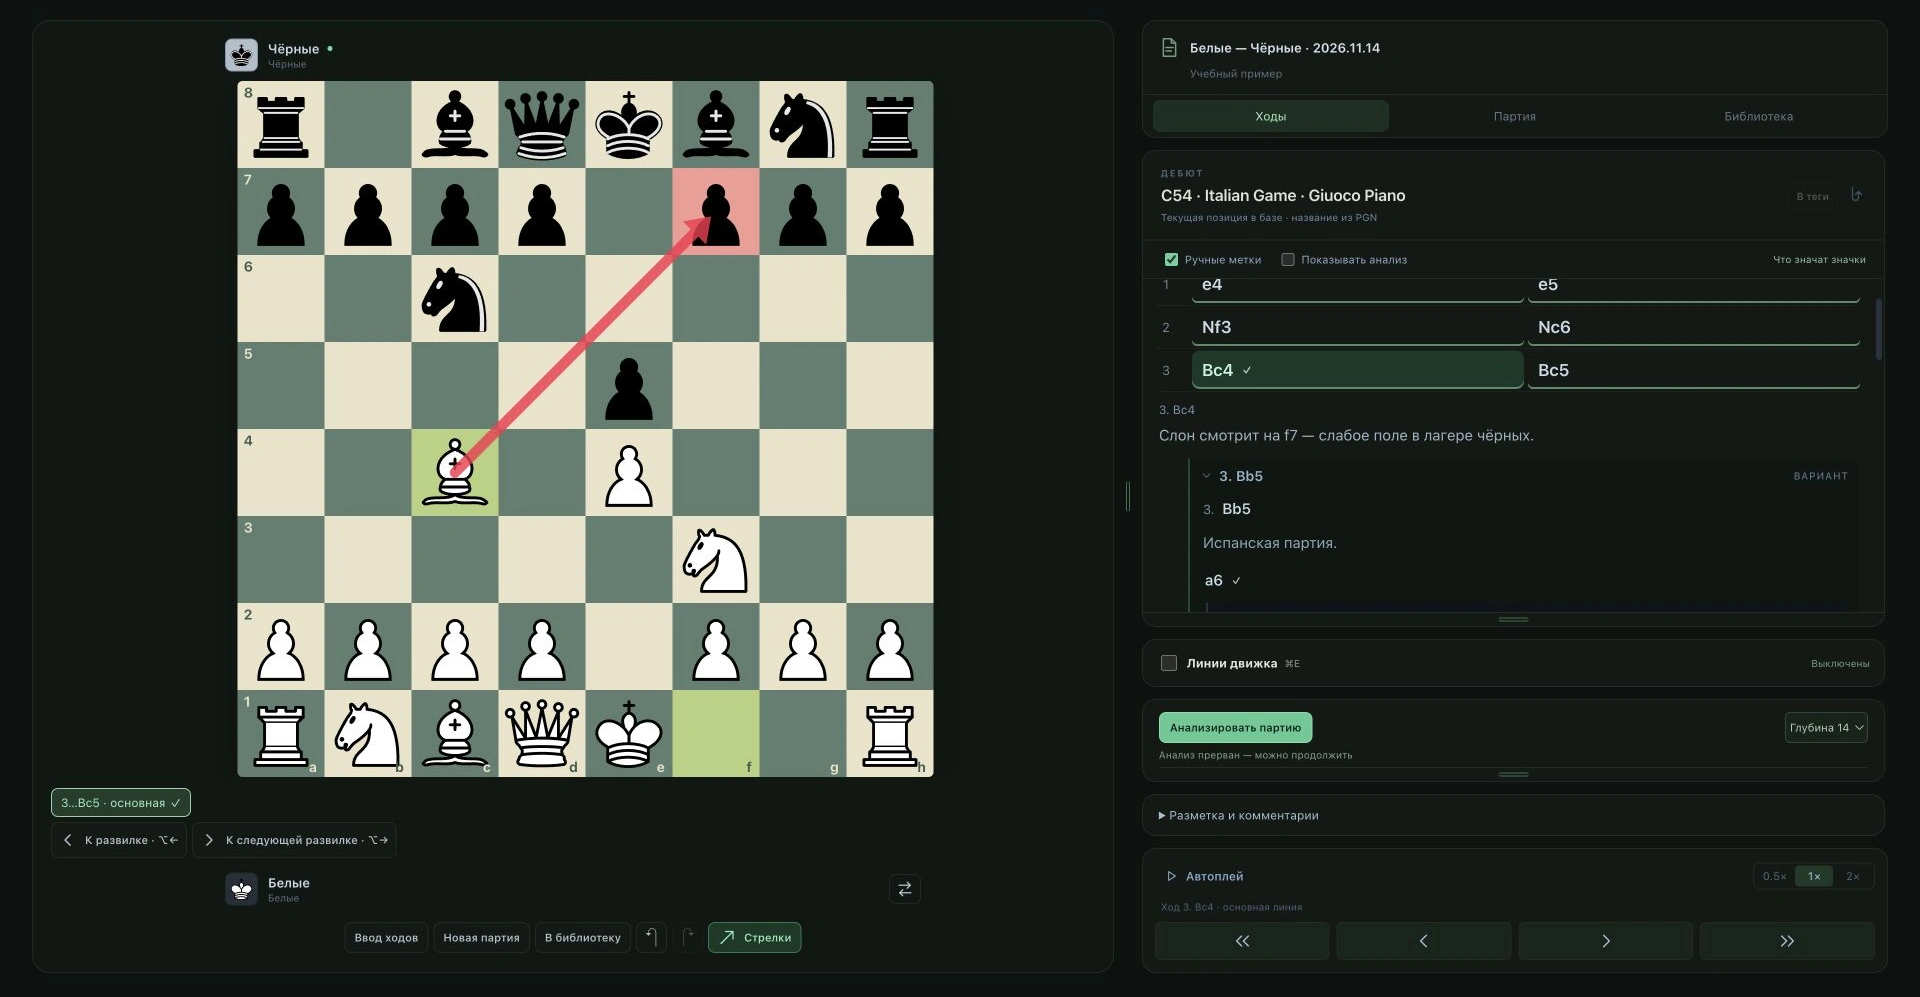 Чёрные
Чёрные
8
7
6
5
4
3
2
1
a
b
c
d
e
f
g
h
3...Bc5 · основная ✓
К развилке · ⌥←
К следующей развилке · ⌥→
Белые
Белые
Ввод ходов
Новая партия
В библиотеку
Стрелки
Белые — Чёрные · 2026.11.14
Учебный пример
Ходы
Партия
Библиотека
ДЕБЮТ
C54 · Italian Game · Giuoco Piano
В теги
Текущая позиция в базе · название из PGN
Ручные метки
Показывать анализ
Что значат значки
1 e4 e5
2 Nf3 Nc6
3 Bc4 ✓ Bc5
3. Bc4
Слон смотрит на f7 — слабое поле в лагере чёрных.
3. Bb5 ВАРИАНТ
3. Bb5
Испанская партия.
a6 ✓
Линии движка ⌘E
Выключены
Анализировать партию
Глубина 14
Анализ прерван — можно продолжить
Разметка и комментарии
Автоплей
0.5×
1×
2×
Ход 3. Bc4 · основная линия